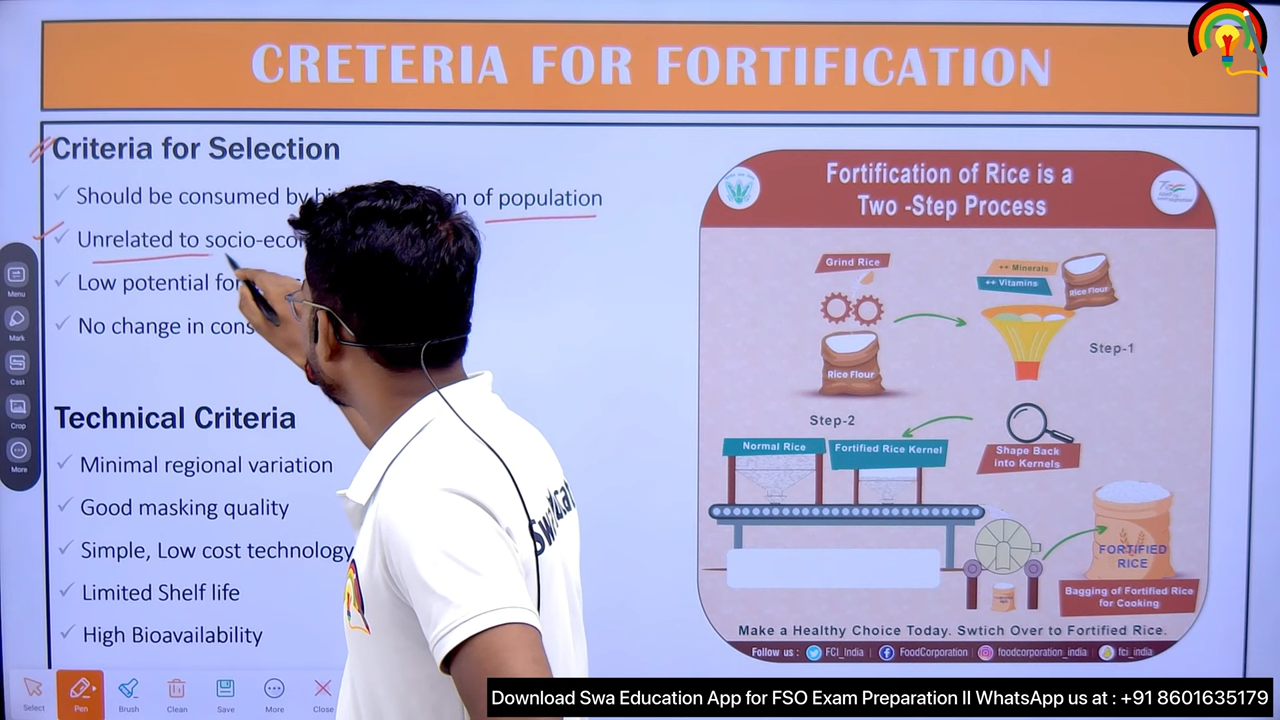 CRETERIA FOR FORTIFICATION
Criteria for Selection
Should be consumed by of population
Unrelated to
Low potential for
No change in
Technical Criteria
Minimal regional variation
Good masking quality
Simple, Low cost technology
Limited Shelf life
High Bioavailability
Fortification of Rice is a
Two -Step Process
Grind Rice
++ Minerals
++ Vitamins
Rice Flour
Rice Flour
Step-1
Step-2
Normal Rice
Fortified Rice Kernel
Shape Back
into Kernels
FORTIFIED
RICE
Bagging of Fortified Rice
for Cooking
Make a Healthy Choice Today. Swtich Over to Fortified Rice.
Follow us : FCI_India | FoodCorporation | foodcorporation_india | fci_india
Menu
Mark
Cast
Crop
More
Select
Pen
Brush
Clean
Save
More
Close
Download Swa Education App for FSO Exam Preparation II WhatsApp us at : +91 8601635179